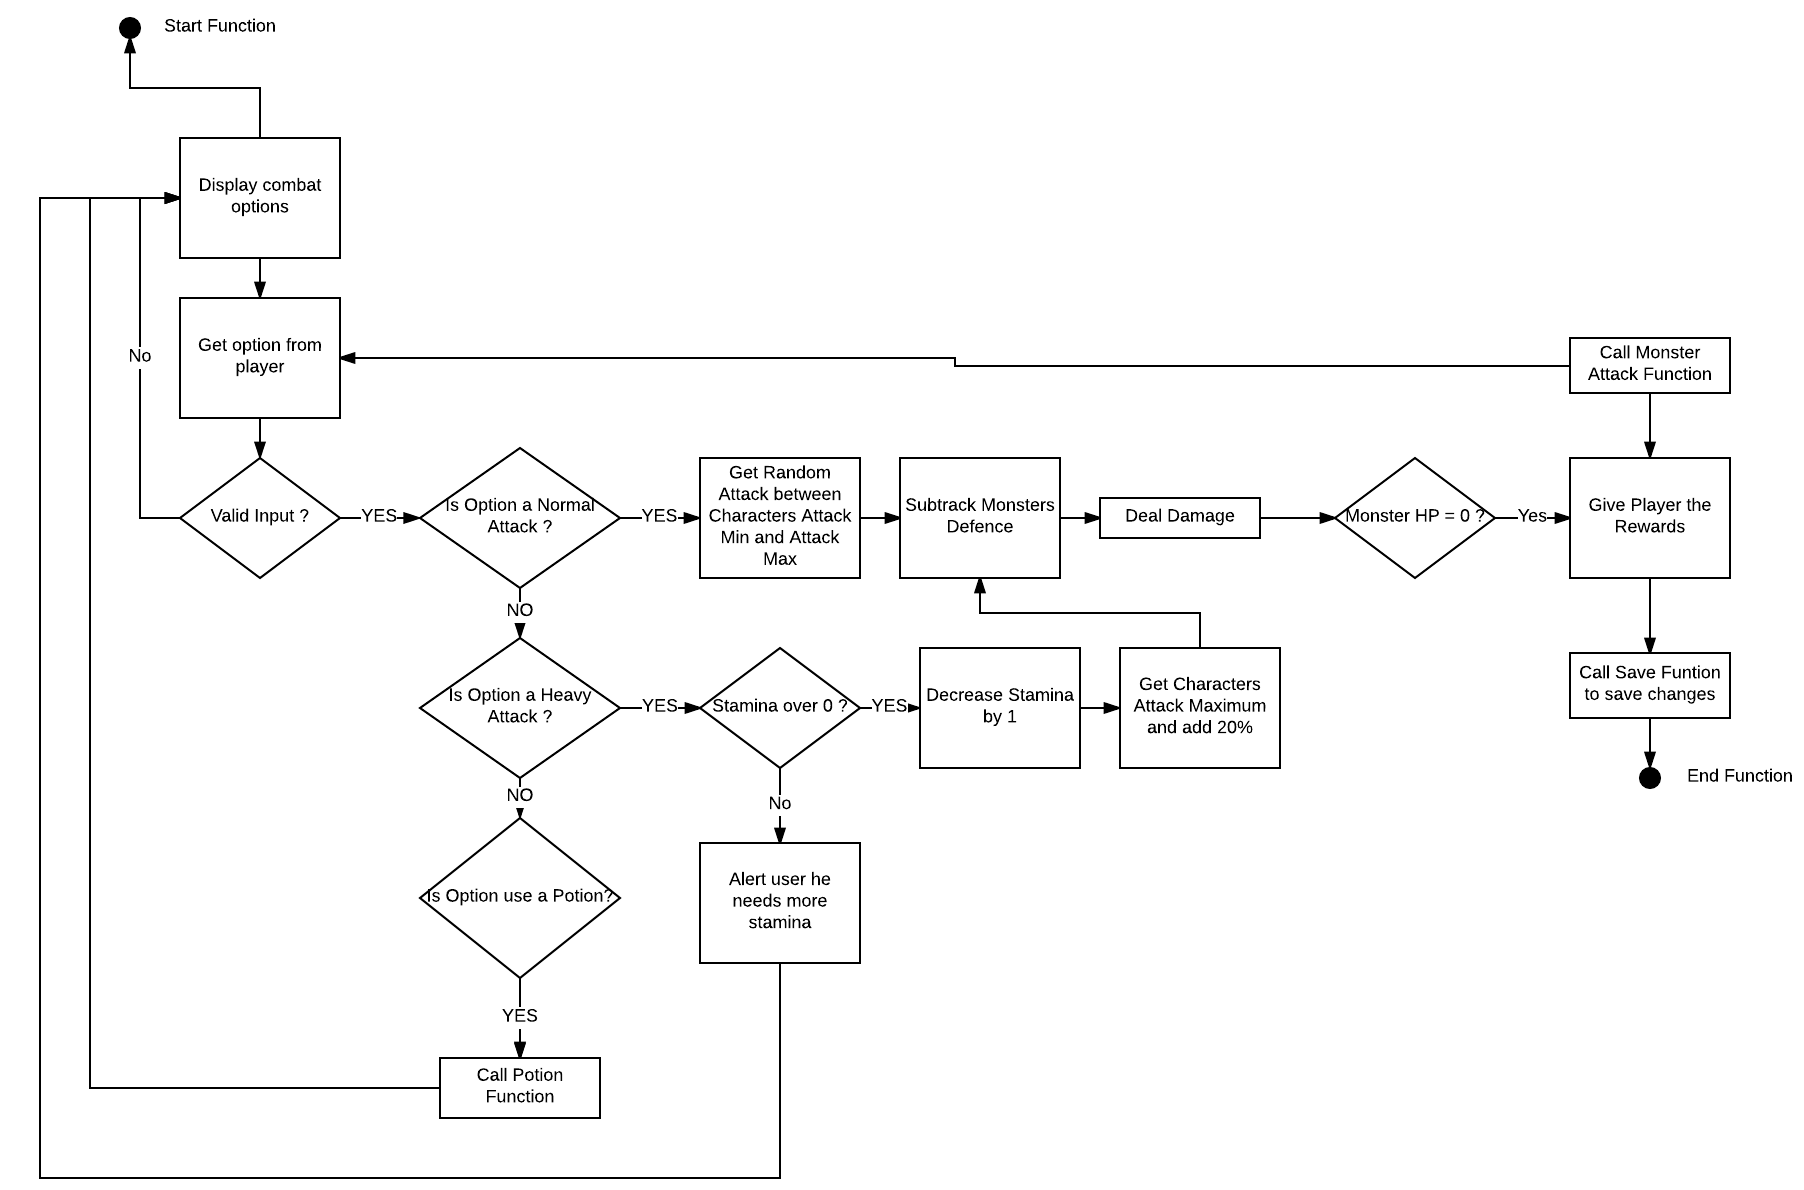 Start Function
Display combat
options
No
Get option from
player
Call Monster
Attack Function
Valid Input ?
YES
Is Option a Normal
Attack ?
YES
Get Random
Attack between
Characters Attack
Min and Attack
Max
Subtrack Monsters
Defence
Deal Damage
Monster HP = 0 ?
Yes
Give Player the
Rewards
NO
Is Option a Heavy
Attack ?
YES
Stamina over 0 ?
YES
Decrease Stamina
by 1
Get Characters
Attack Maximum
and add 20%
Call Save Funtion
to save changes
End Function
NO
No
Is Option use a Potion?
Alert user he
needs more
stamina
YES
Call Potion
Function